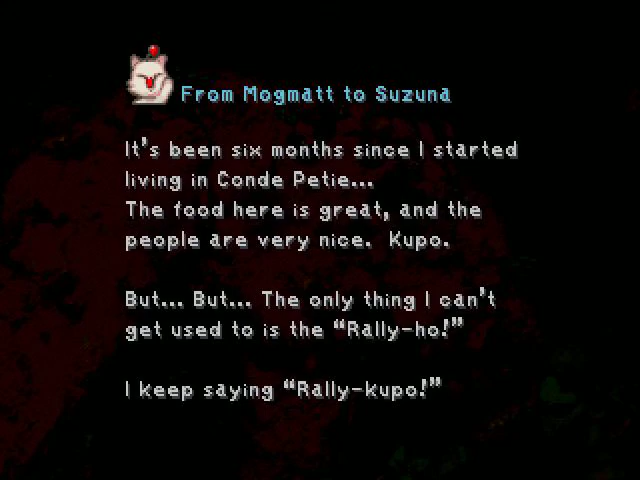 From Mogmatt to Suzuna
It's been six months since I started
living in Conde Petie...
The food here is great, and the
people are very nice.  Kupo.
But... But... The only thing I can't
get used to is the “Rally-ho!”
I keep saying “Rally-kupo!”